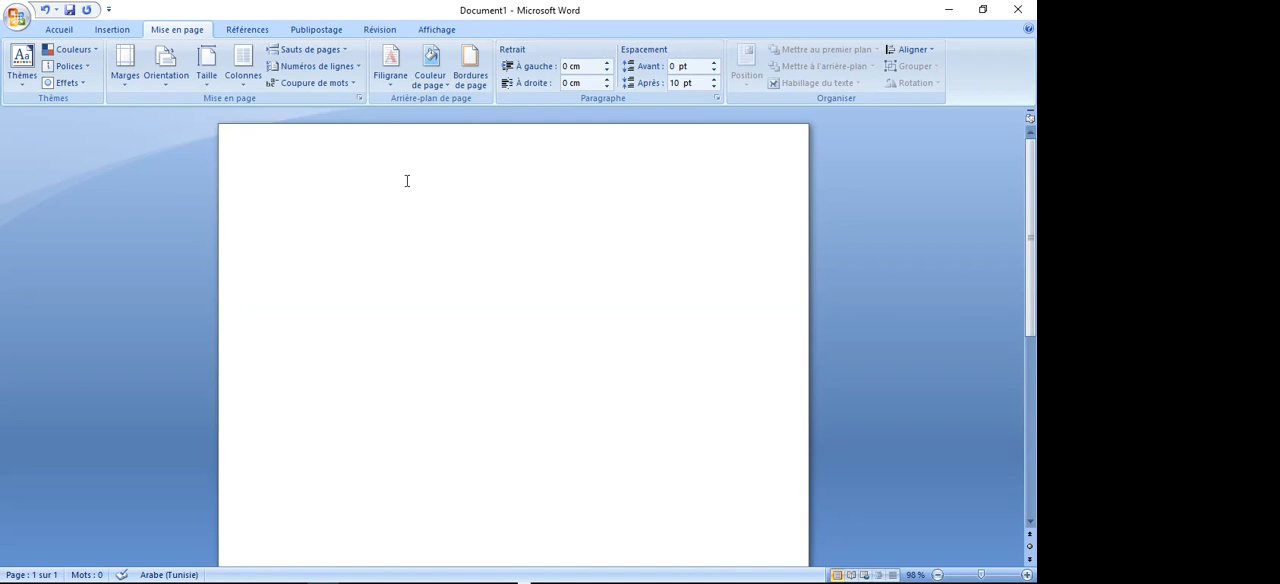 Document1 - Microsoft Word
Accueil Insertion Mise en page Références Publipostage Révision Affichage
Couleurs Sauts de pages Retrait Espacement Mettre au premier plan Aligner
Aa Polices Numéros de lignes À gauche : 0 cm Avant : 0 pt Mettre à l'arrière-plan Grouper
Thèmes Marges Orientation Taille Colonnes Filigrane Couleur de page Bordures de page Position
Effets Coupure de mots À droite : 0 cm Après : 10 pt Habillage du texte Rotation
Thèmes Mise en page Arrière-plan de page Paragraphe Organiser
Page : 1 sur 1 Mots : 0 Arabe (Tunisie) 98 %